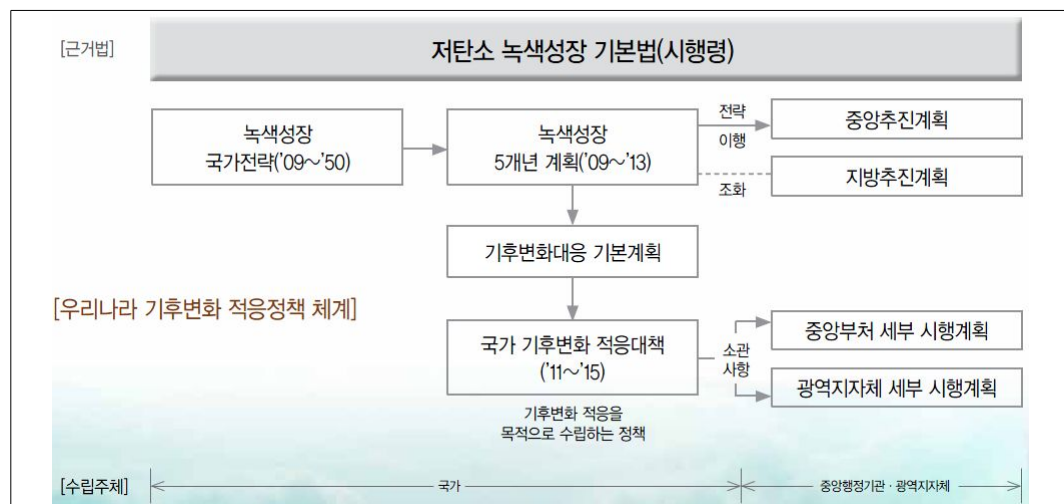 [근거법]
저탄소 녹색성장 기본법(시행령)
녹색성장
국가전략('09～'50)
녹색성장
5개년 계획('09～'13)
전략
이행
중앙추진계획
조화
지방추진계획
기후변화대응 기본계획
[우리나라 기후변화 적응정책 체계]
국가 기후변화 적응대책
('11～'15)
소관
사항
중앙부처 세부 시행계획
광역지자체 세부 시행계획
기후변화 적응을
목적으로 수립하는 정책
[수립주체]
국가
중앙행정기관 · 광역지자체